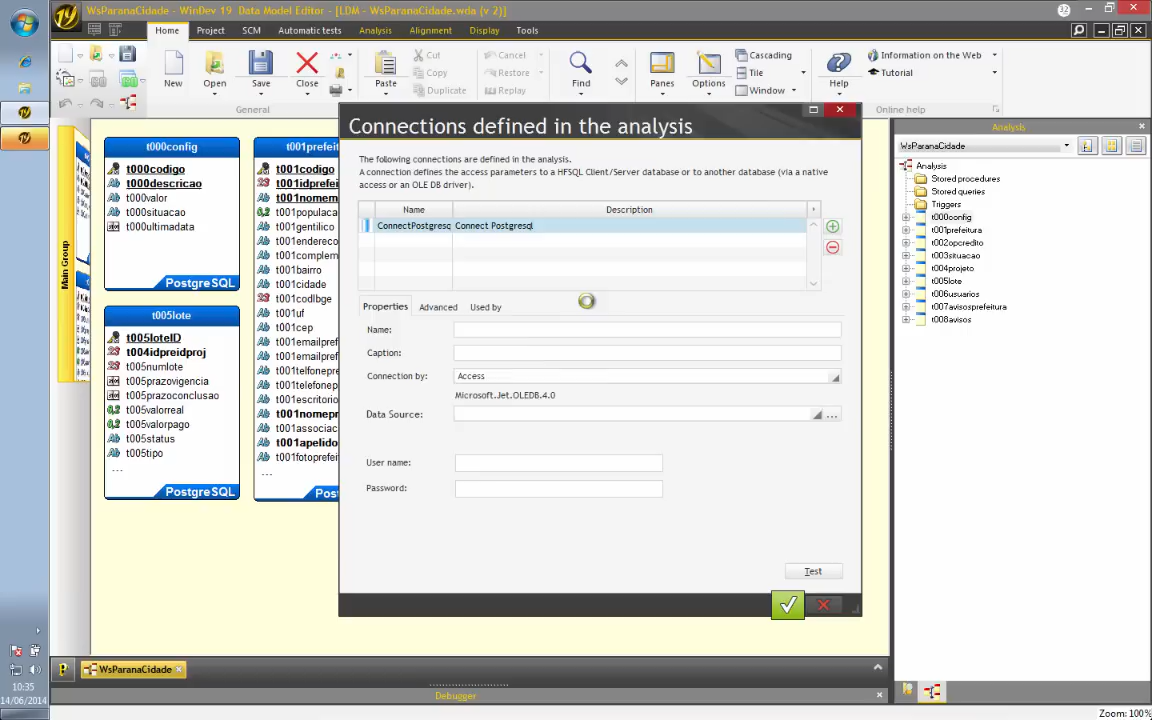 WsParanaCidade - WinDev 19  Data Model Editor - [LDM - WsParanaCidade.wda (v 2)]
32
Home Project SCM Automatic tests Analysis Alignment Display Tools
New Open Save Close Paste Cut Copy Duplicate Cancel Restore Replay Find Panes Options Cascading Tile Window Help Information on the Web Tutorial
General
Online help
Main Group
t000config
t000codigo
t000descricao
t000valor
t000situacao
t000ultimadata
PostgreSQL
t005lote
t005loteID
t004idpreidproj
t005numlote
t005prazovigencia
t005prazoconclusao
t005valorreal
t005valorpago
t005status
t005tipo
...
PostgreSQL
t001prefei
t001codigo
t001idprefei
t001nomem
t001populaca
t001gentilico
t001endereco
t001complem
t001bairro
t001cidade
t001codIbge
t001uf
t001cep
t001emailpref
t001emailpref
t001telefonepre
t001telefonep
t001escritorio
t001nomepr
t001associac
t001apelido
t001fotoprefei
...
Post
Connections defined in the analysis
The following connections are defined in the analysis.
A connection defines the access parameters to a HFSQL Client/Server database or to another database (via a native
access or an OLE DB driver).
Name Description
ConnectPostgresq Connect Postgresql
Properties Advanced Used by
Name:
Caption:
Connection by: Access
Microsoft.Jet.OLEDB.4.0
Data Source: ...
User name:
Password:
Test
Analysis
WsParanaCidade
Analysis
Stored procedures
Stored queries
Triggers
t000config
t001prefeitura
t002opcredito
t003situacao
t004projeto
t005lote
t006usuarios
t007avisosprefeitura
t008avisos
WsParanaCidade
Debugger
10:35
14/06/2014
Zoom: 100%